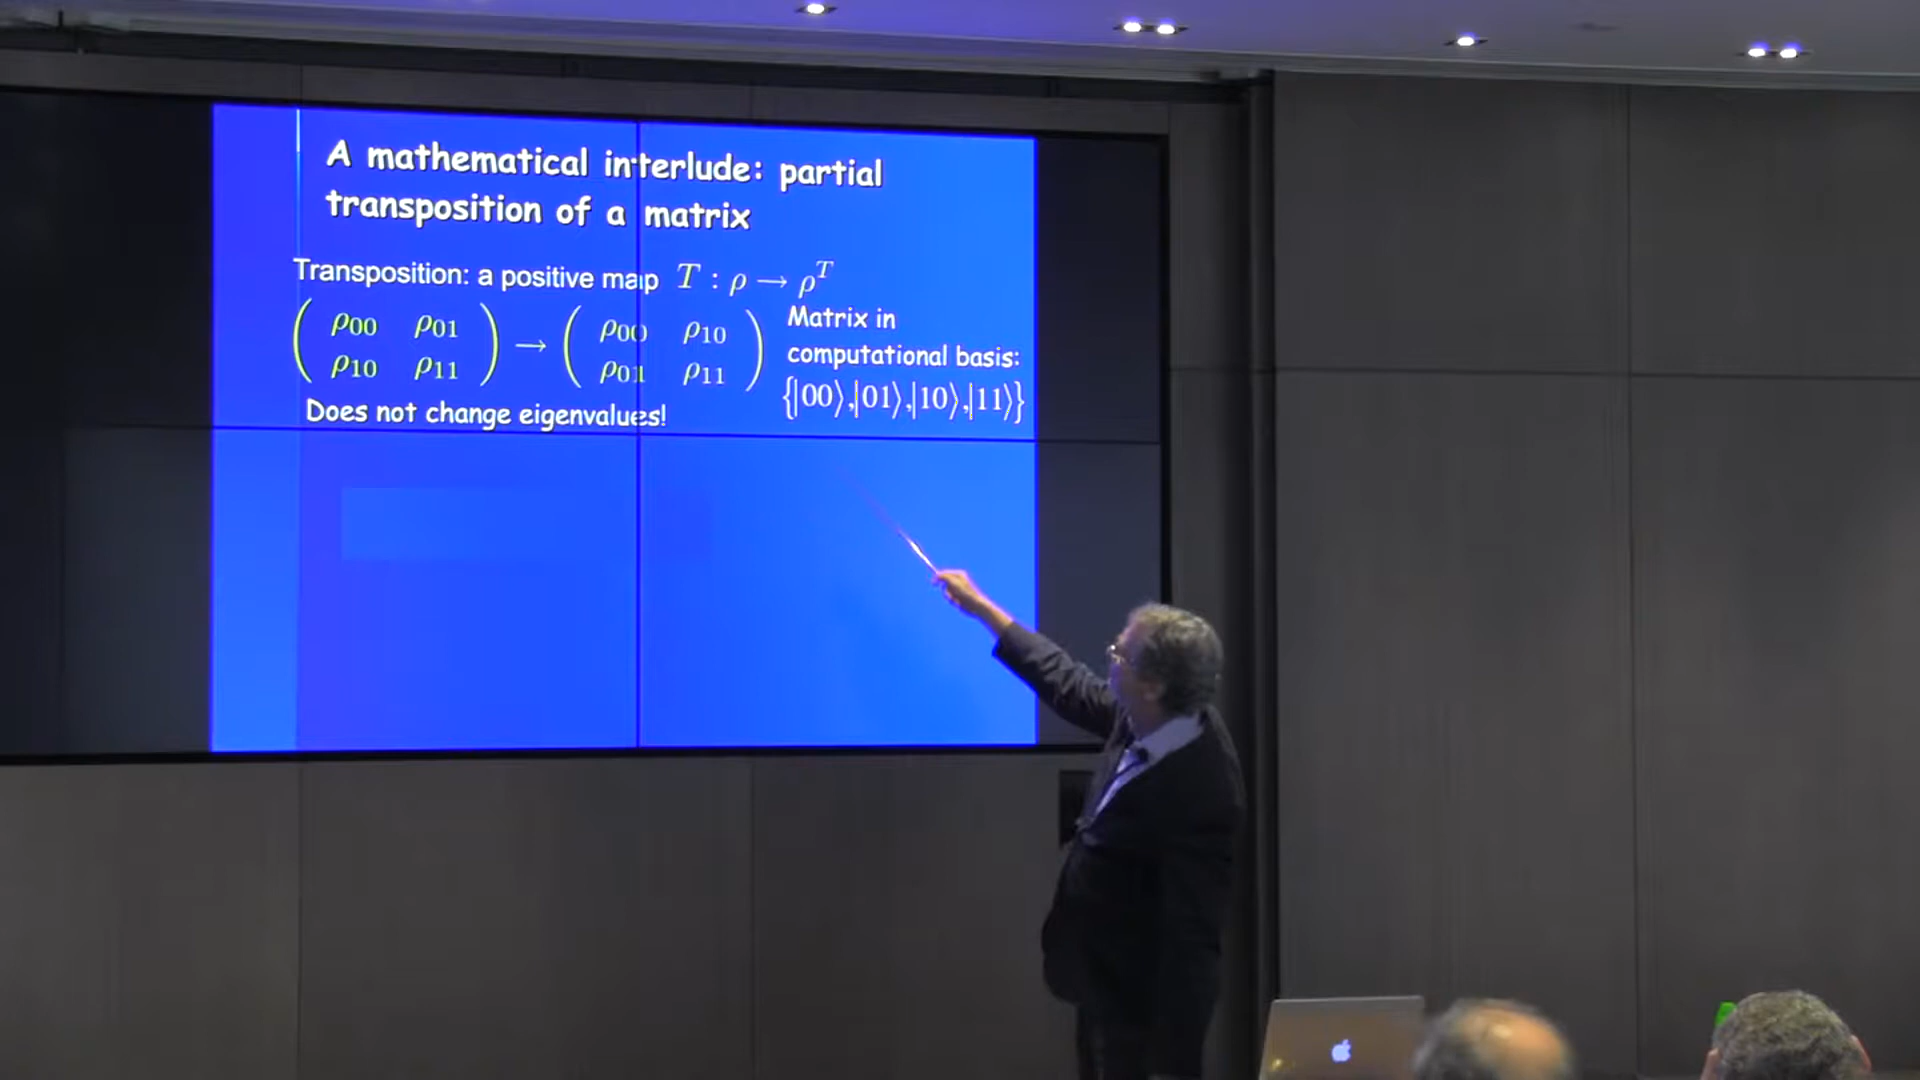 A mathematical interlude: partial
transposition of a matrix
Transposition: a positive map T : ρ → ρ^T
( ρ00 ρ01 ) → ( ρ00 ρ10 )
( ρ10 ρ11 ) ( ρ01 ρ11 )
Matrix in
computational basis:
{|00⟩,|01⟩,|10⟩,|11⟩}
Does not change eigenvalues!